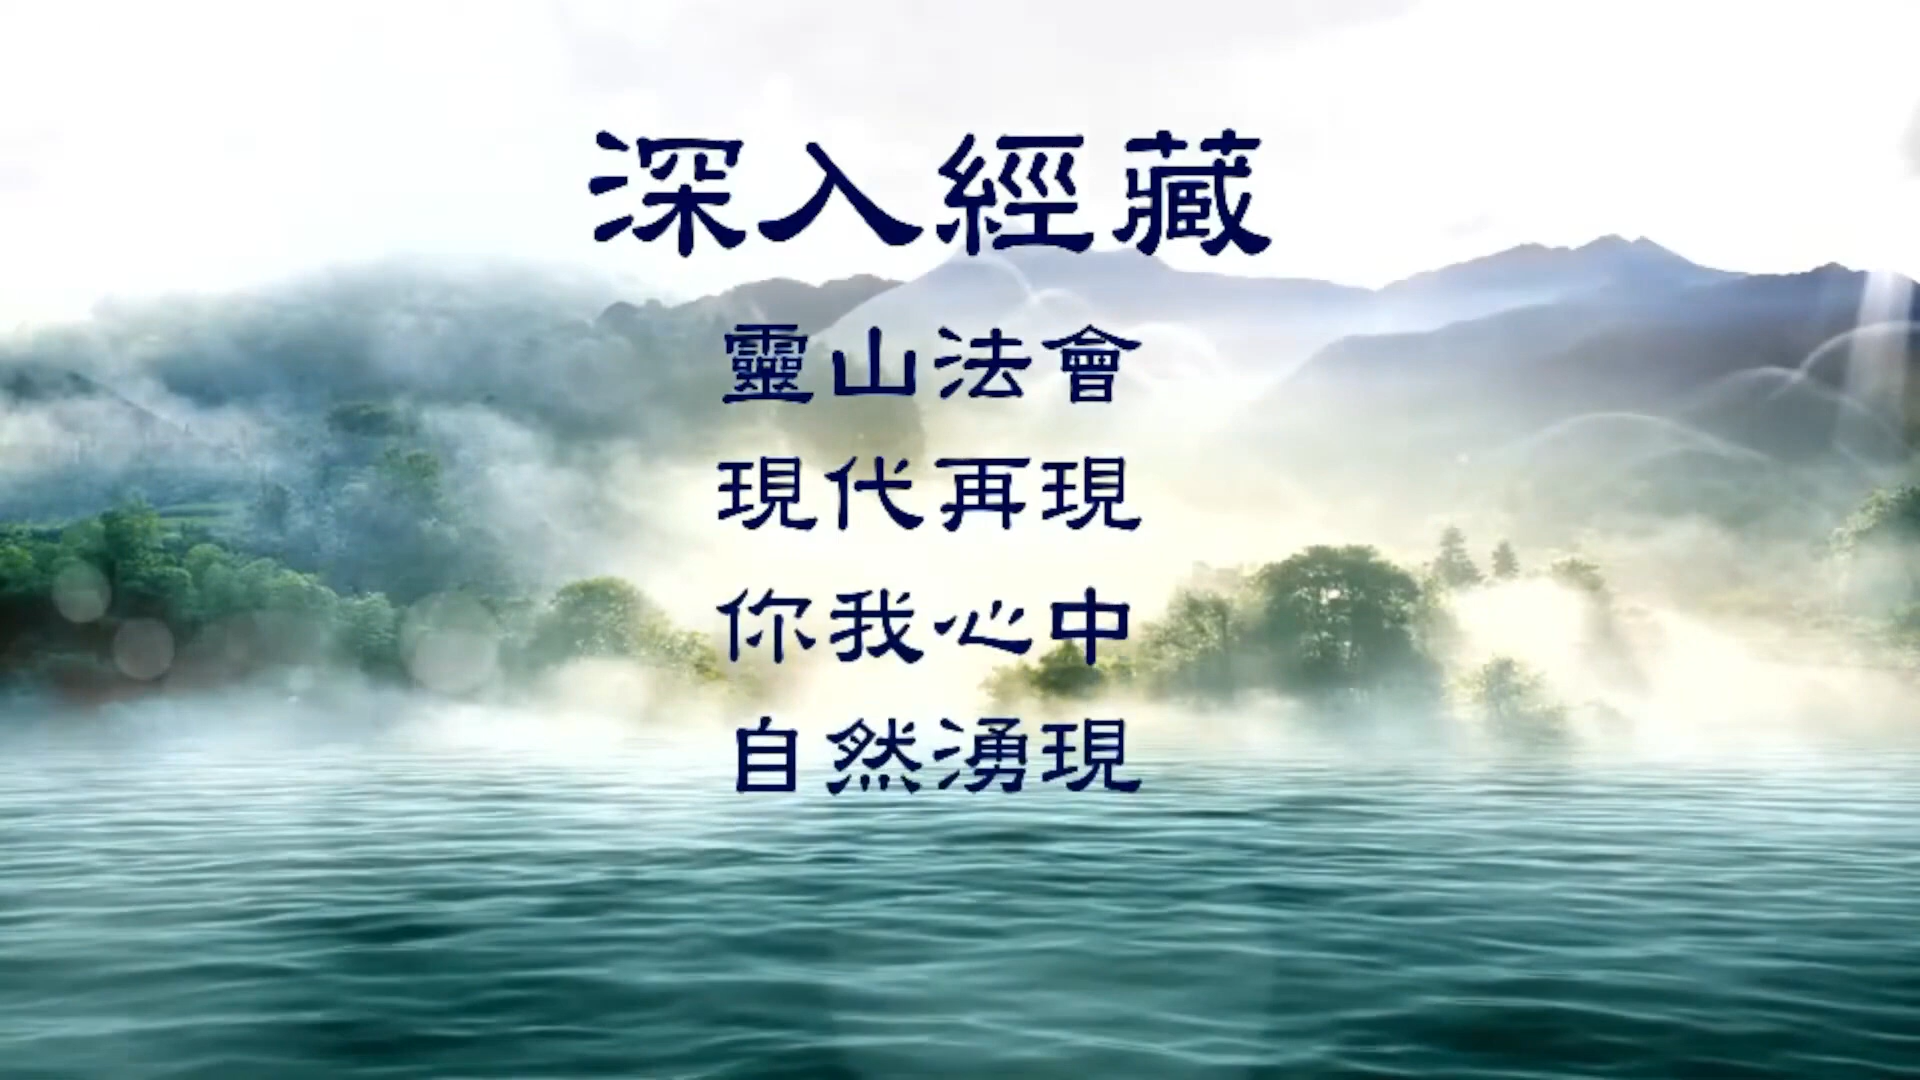 深入經藏
靈山法會
現代再現
你我心中
自然湧現